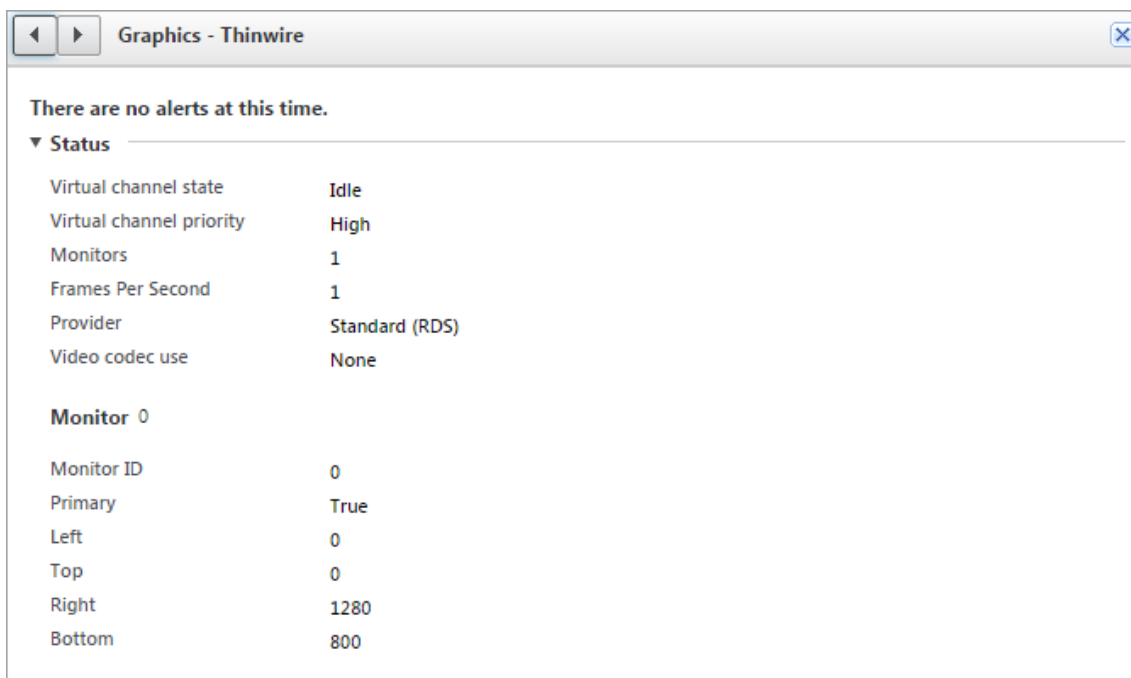 Graphics - Thinwire
There are no alerts at this time.
Status
Virtual channel state Idle
Virtual channel priority High
Monitors 1
Frames Per Second 1
Provider Standard (RDS)
Video codec use None
Monitor 0
Monitor ID 0
Primary True
Left 0
Top 0
Right 1280
Bottom 800